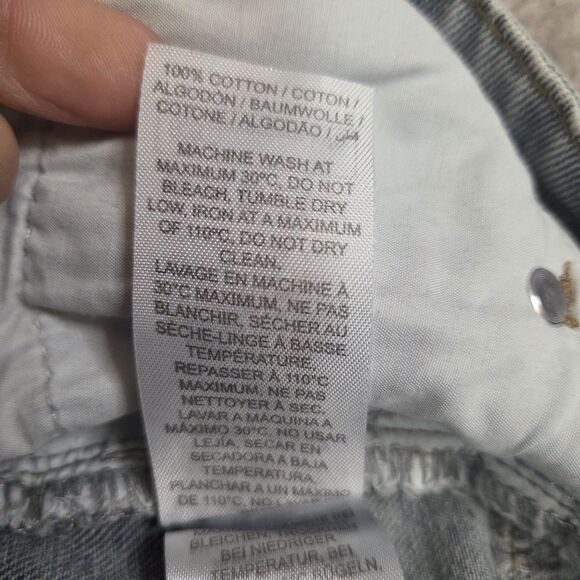 100% COTTON / COTON /
ALGODÓN / BAUMWOLLE /
COTONE / ALGODÃO / قطن
MACHINE WASH AT
MAXIMUM 30°C, DO NOT
BLEACH, TUMBLE DRY
LOW, IRON AT A MAXIMUM
OF 110°C, DO NOT DRY
CLEAN.
LAVAGE EN MACHINE À
30°C MAXIMUM, NE PAS
BLANCHIR, SÉCHER AU
SÈCHE-LINGE À BASSE
TEMPÉRATURE,
REPASSER À 110°C
MAXIMUM, NE PAS
NETTOYER À SEC.
LAVAR A MÁQUINA A
MÁXIMO 30°C, NO USAR
LEJÍA, SECAR EN
SECADORA A BAJA
TEMPERATURA,
PLANCHAR A UN MÁXIMO
DE 110°C, NO LAVAR
BLEICHEN,
BEI NIEDRIGER
TEMPERATUR, BEI
BÜGELN,